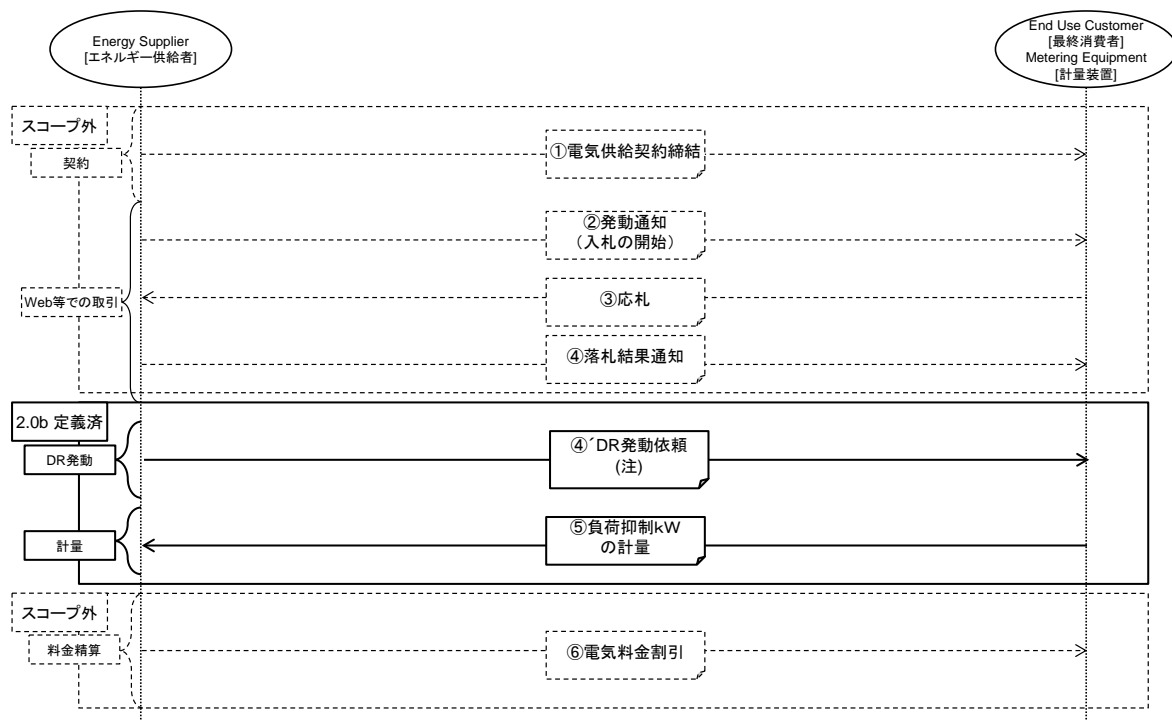 Energy Supplier
[エネルギー供給者]
End Use Customer
[最終消費者]
Metering Equipment
[計量装置]
スコープ外
契約
①電気供給契約締結
②発動通知
（入札の開始）
Web等での取引
③応札
④落札結果通知
2.0b 定義済
DR発動
④´DR発動依頼
(注)
計量
⑤負荷抑制kW
の計量
スコープ外
料金精算
⑥電気料金割引